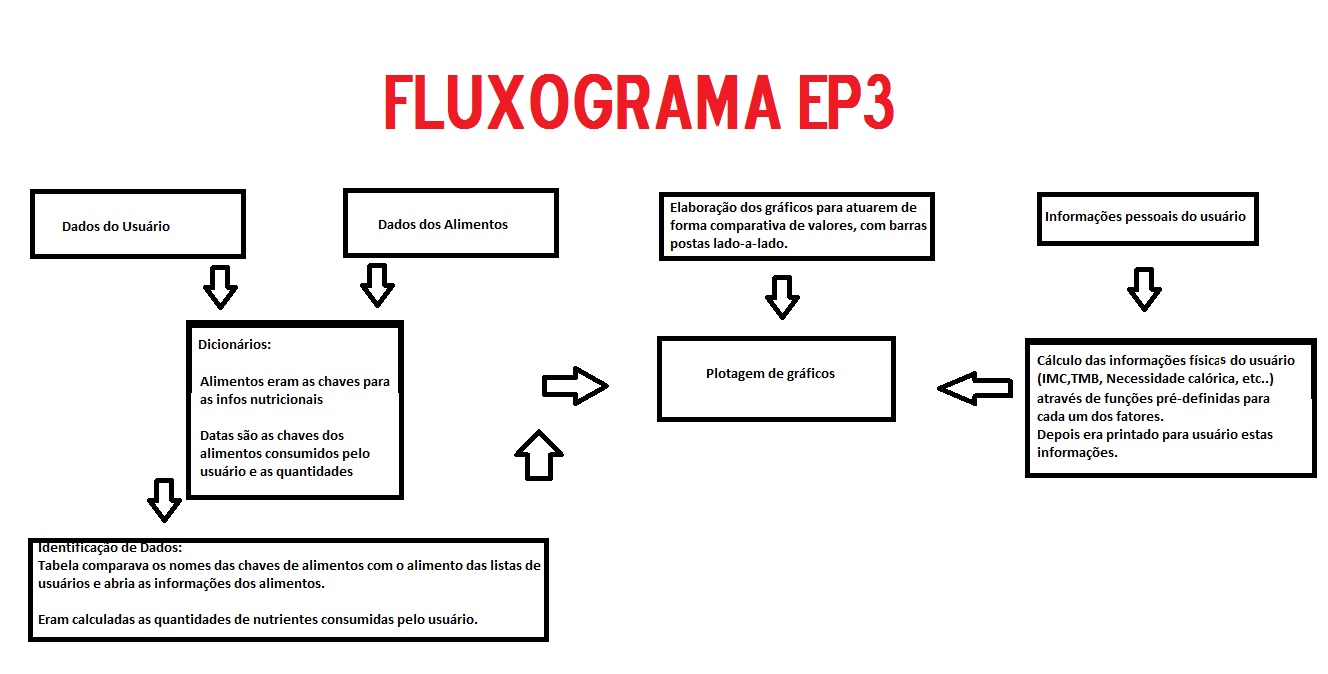 FLUXOGRAMA EP3
Dados do Usuário
Dados dos Alimentos
Elaboração dos gráficos para atuarem de
forma comparativa de valores, com barras
postas lado-a-lado.
Informações pessoais do usuário
Dicionários:
Alimentos eram as chaves para
as infos nutricionais
Datas são as chaves dos
alimentos consumidos pelo
usuário e as quantidades
Plotagem de gráficos
Cálculo das informações físicas do usuário
(IMC,TMB, Necessidade calórica, etc..)
através de funções pré-definidas para
cada um dos fatores.
Depois era printado para usuário estas
informações.
Identificação de Dados:
Tabela comparava os nomes das chaves de alimentos com o alimento das listas de
usuários e abria as informações dos alimentos.
Eram calculadas as quantidades de nutrientes consumidas pelo usuário.